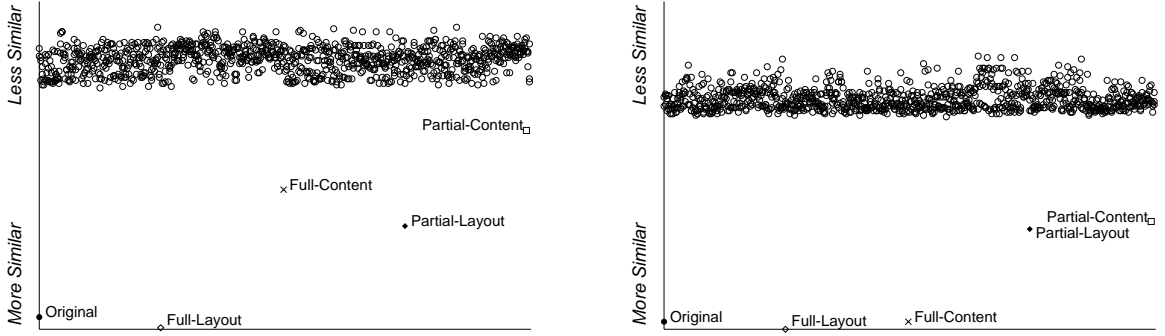 Less Similar
Partial-Content
Full-Content
Partial-Layout
More Similar
Original
Full-Layout
Less Similar
Partial-Content
Partial-Layout
More Similar
Original
Full-Layout
Full-Content